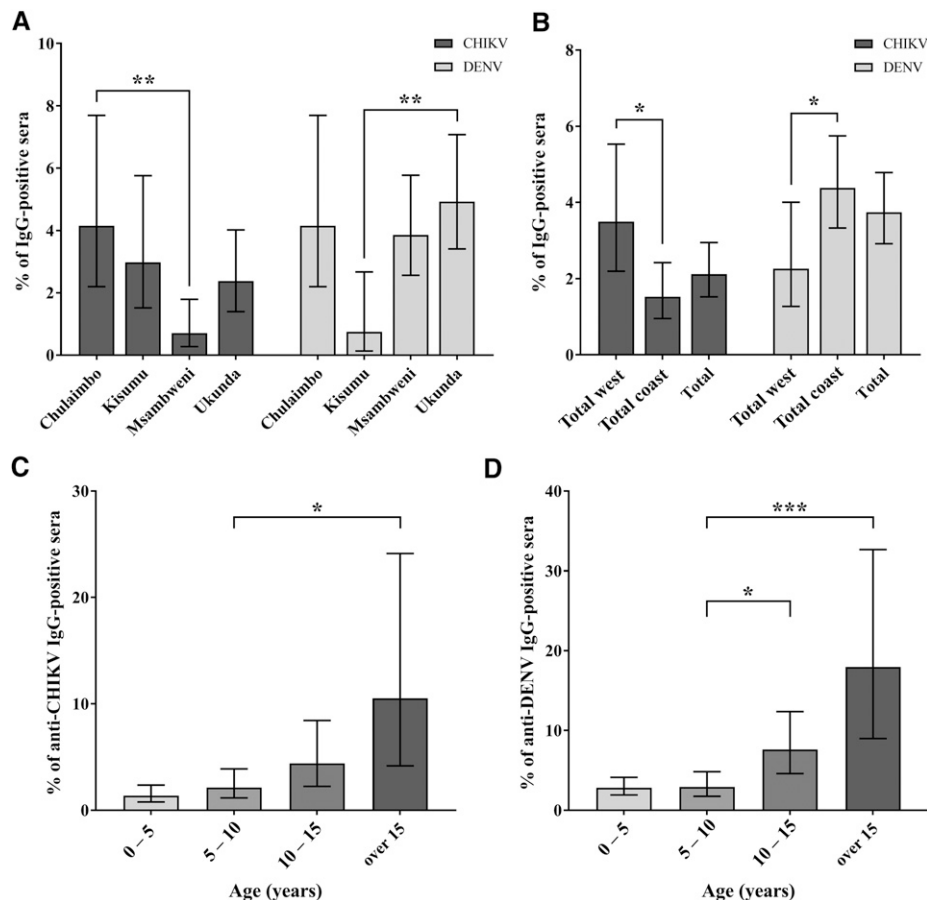 A
% of IgG-positive sera
10
8
6
4
2
0
CHIKV
DENV
**
**
Chulaimbo
Kisumu
Msambweni
Ukunda
Chulaimbo
Kisumu
Msambweni
Ukunda
B
% of IgG-positive sera
8
6
4
2
0
CHIKV
DENV
*
*
Total west
Total coast
Total
Total west
Total coast
Total
C
% of anti-CHIKV IgG-positive sera
30
20
10
0
*
0 – 5
5 – 10
10 – 15
over 15
Age (years)
D
% of anti-DENV IgG-positive sera
40
30
20
10
0
***
*
0 – 5
5 – 10
10 – 15
over 15
Age (years)